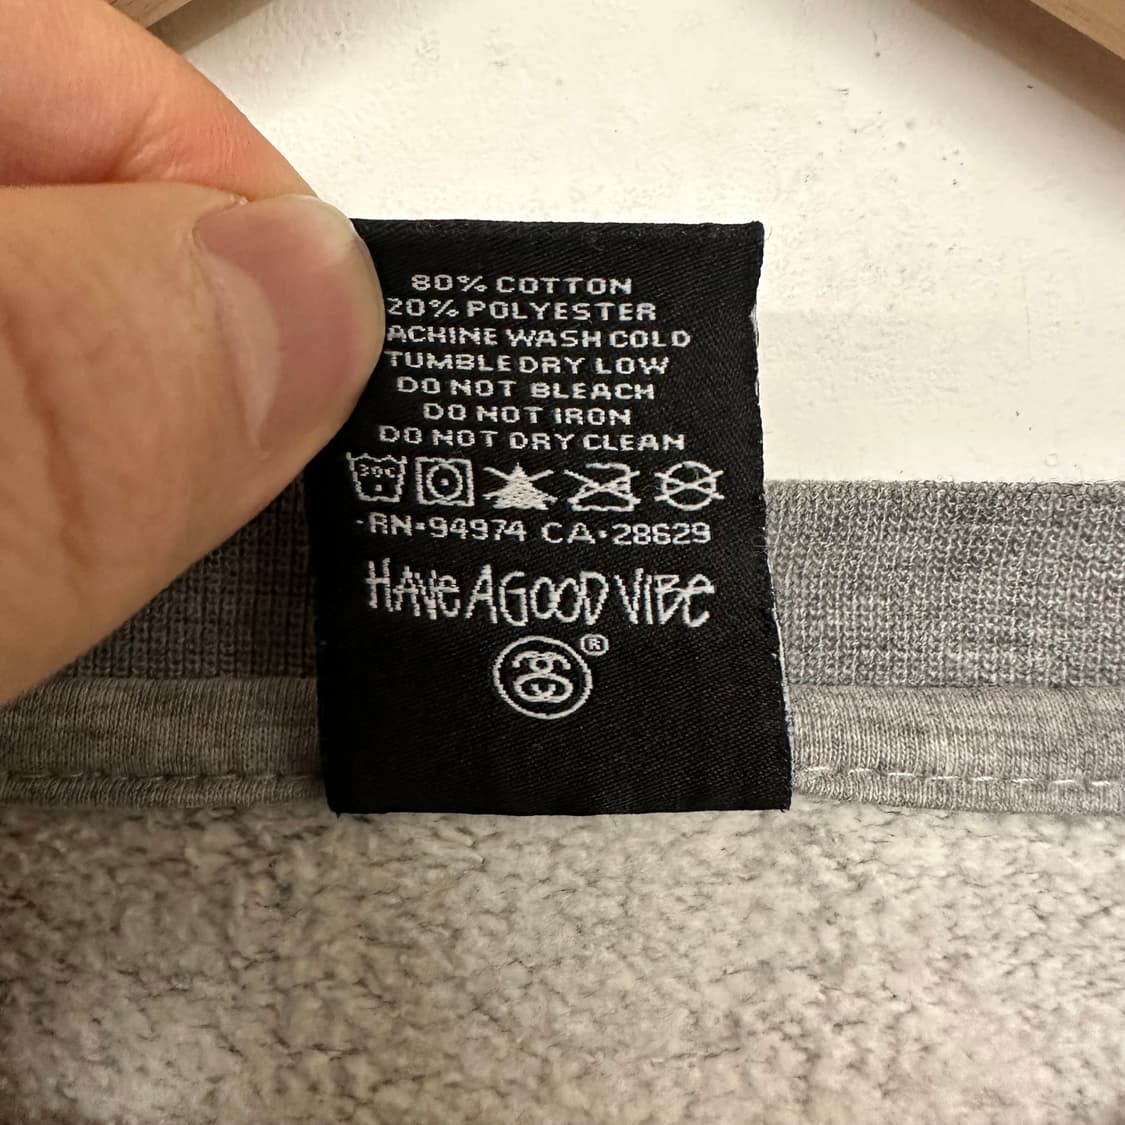 80% COTTON
20% POLYESTER
ACHINE WASH COLD
TUMBLE DRY LOW
DO NOT BLEACH
DO NOT IRON
DO NOT DRY CLEAN
30C
-RN-94974 CA-28629
HAVE A GOOD VIBE
®